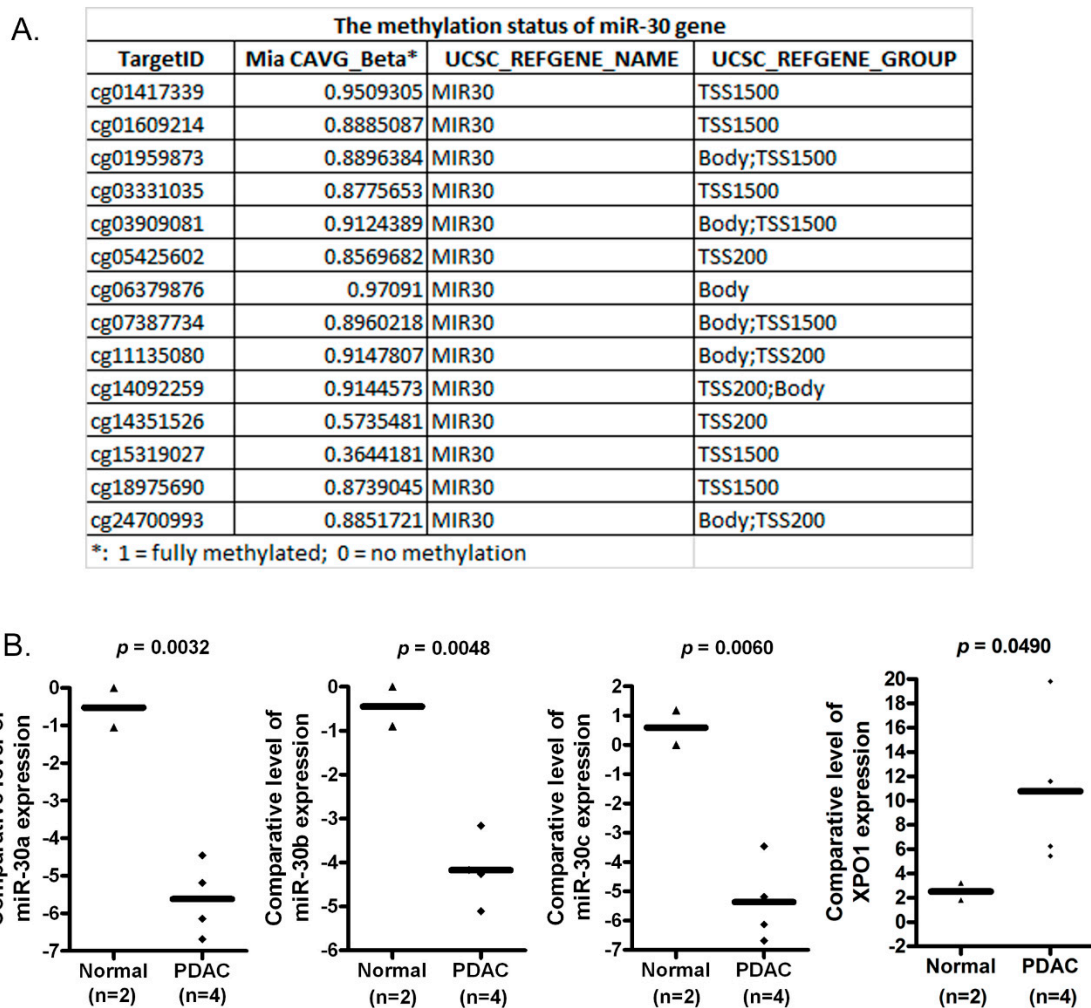 A.
The methylation status of miR-30 gene
TargetID Mia CAVG_Beta* UCSC_REFGENE_NAME UCSC_REFGENE_GROUP
cg01417339 0.9509305 MIR30 TSS1500
cg01609214 0.8885087 MIR30 TSS1500
cg01959873 0.8896384 MIR30 Body;TSS1500
cg03331035 0.8775653 MIR30 TSS1500
cg03909081 0.9124389 MIR30 Body;TSS1500
cg05425602 0.8569682 MIR30 TSS200
cg06379876 0.97091 MIR30 Body
cg07387734 0.8960218 MIR30 Body;TSS1500
cg11135080 0.9147807 MIR30 Body;TSS200
cg14092259 0.9144573 MIR30 TSS200;Body
cg14351526 0.5735481 MIR30 TSS200
cg15319027 0.3644181 MIR30 TSS1500
cg18975690 0.8739045 MIR30 TSS1500
cg24700993 0.8851721 MIR30 Body;TSS200
*: 1 = fully methylated; 0 = no methylation
B.
p = 0.0032
level of
miR-30a expression
0
-1
-2
-3
-4
-5
-6
-7
Normal PDAC
(n=2) (n=4)
p = 0.0048
Comparative level of
miR-30b expression
0
-1
-2
-3
-4
-5
-6
Normal PDAC
(n=2) (n=4)
p = 0.0060
Comparative level of
miR-30c expression
2
1
0
-1
-2
-3
-4
-5
-6
-7
Normal PDAC
(n=2) (n=4)
p = 0.0490
Comparative level of
XPO1 expression
20
18
16
14
12
10
8
6
4
2
0
-2
Normal PDAC
(n=2) (n=4)